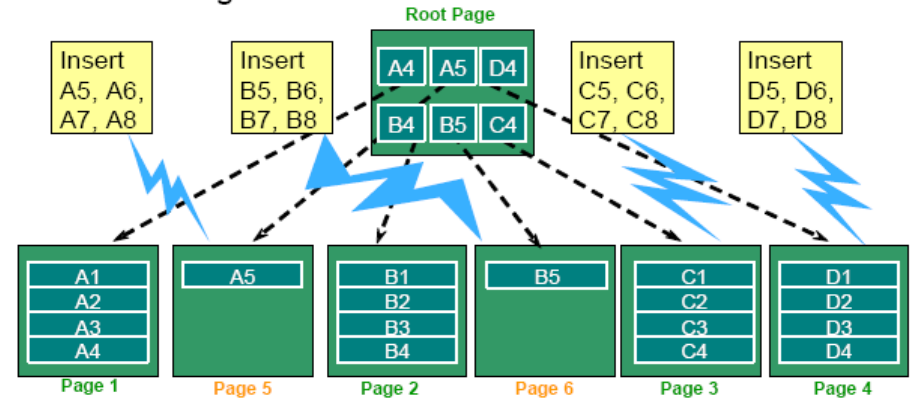 Root Page
Insert
A5, A6,
A7, A8
Insert
B5, B6,
B7, B8
A4 A5 D4
B4 B5 C4
Insert
C5, C6,
C7, C8
Insert
D5, D6,
D7, D8
A1
A2
A3
A4
Page 1
A5
Page 5
B1
B2
B3
B4
Page 2
B5
Page 6
C1
C2
C3
C4
Page 3
D1
D2
D3
D4
Page 4